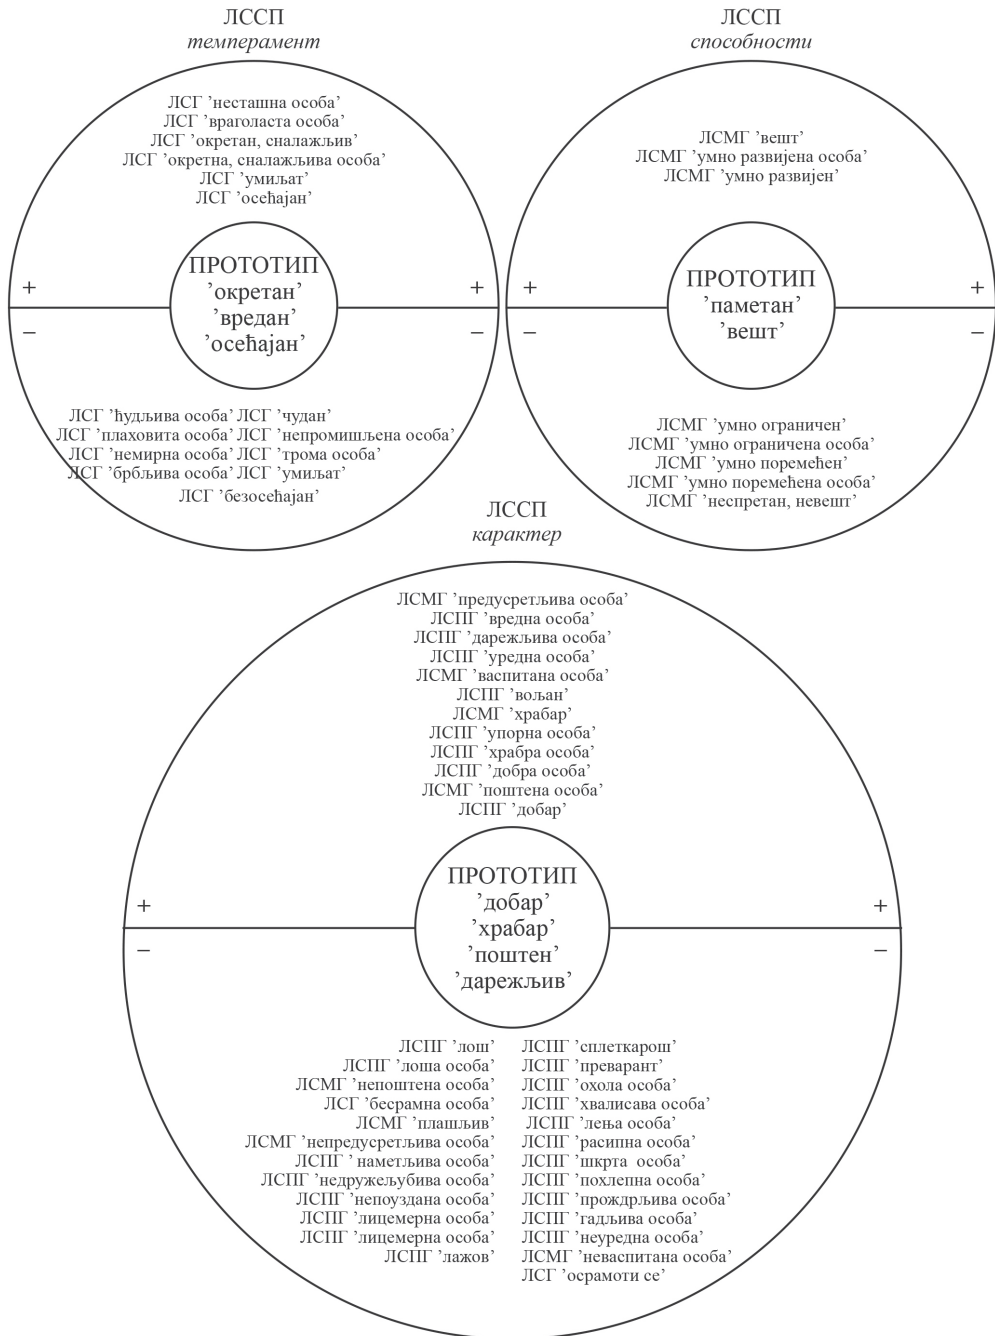 ЛССП
темперамент
ЛСГ ’несташна особа’
ЛСГ ’враголаста особа’
ЛСГ ’окретан, сналажљив’
ЛСГ ’окретна, сналажљива особа’
ЛСГ ’умиљат’
ЛСГ ’осећајан’
ПРОТОТИП
’окретан’
’вредан’
’осећајан’
+ +
– –
ЛСГ ’ћудљива особа’ ЛСГ ’чудан’
ЛСГ ’плаховита особа’ ЛСГ ’непромишљена особа’
ЛСГ ’немирна особа’ ЛСГ ’трома особа’
ЛСГ ’брбљива особа’ ЛСГ ’умиљат’
ЛСГ ’безосећајан’
ЛССП
способности
ЛСМГ ’вешт’
ЛСМГ ’умно развијена особа’
ЛСМГ ’умно развијен’
ПРОТОТИП
’паметан’
’вешт’
+ +
– –
ЛСМГ ’умно ограничен’
ЛСМГ ’умно ограничена особа’
ЛСМГ ’умно поремећен’
ЛСМГ ’умно поремећена особа’
ЛСМГ ’неспретан, невешт’
ЛССП
карактер
ЛСМГ ’предусретљива особа’
ЛСПГ ’вредна особа’
ЛСПГ ’дарежљива особа’
ЛСПГ ’уредна особа’
ЛСМГ ’васпитана особа’
ЛСПГ ’вољан’
ЛСМГ ’храбар’
ЛСПГ ’упорна особа’
ЛСПГ ’храбра особа’
ЛСПГ ’добра особа’
ЛСМГ ’поштена особа’
ЛСПГ ’добар’
ПРОТОТИП
’добар’
’храбар’
’поштен’
’дарежљив’
+ +
– –
ЛСПГ ’лош’ ЛСПГ ’сплеткарош’
ЛСПГ ’лоша особа’ ЛСПГ ’преварант’
ЛСМГ ’непоштена особа’ ЛСПГ ’охола особа’
ЛСГ ’бесрамна особа’ ЛСПГ ’хвалисава особа’
ЛСМГ ’плашљив’ ЛСПГ ’лења особа’
ЛСМГ ’непредусретљива особа’ ЛСПГ ’расипна особа’
ЛСПГ ’ наметљива особа’ ЛСПГ ’шкрта особа’
ЛСПГ ’недружељубива особа’ ЛСПГ ’похлепна особа’
ЛСПГ ’непоуздана особа’ ЛСПГ ’прождрљива особа’
ЛСПГ ’лицемерна особа’ ЛСПГ ’гадљива особа’
ЛСПГ ’лицемерна особа’ ЛСПГ ’неуредна особа’
ЛСПГ ’лажов’ ЛСМГ ’неваспитана особа’
ЛСГ ’осрамоти се’